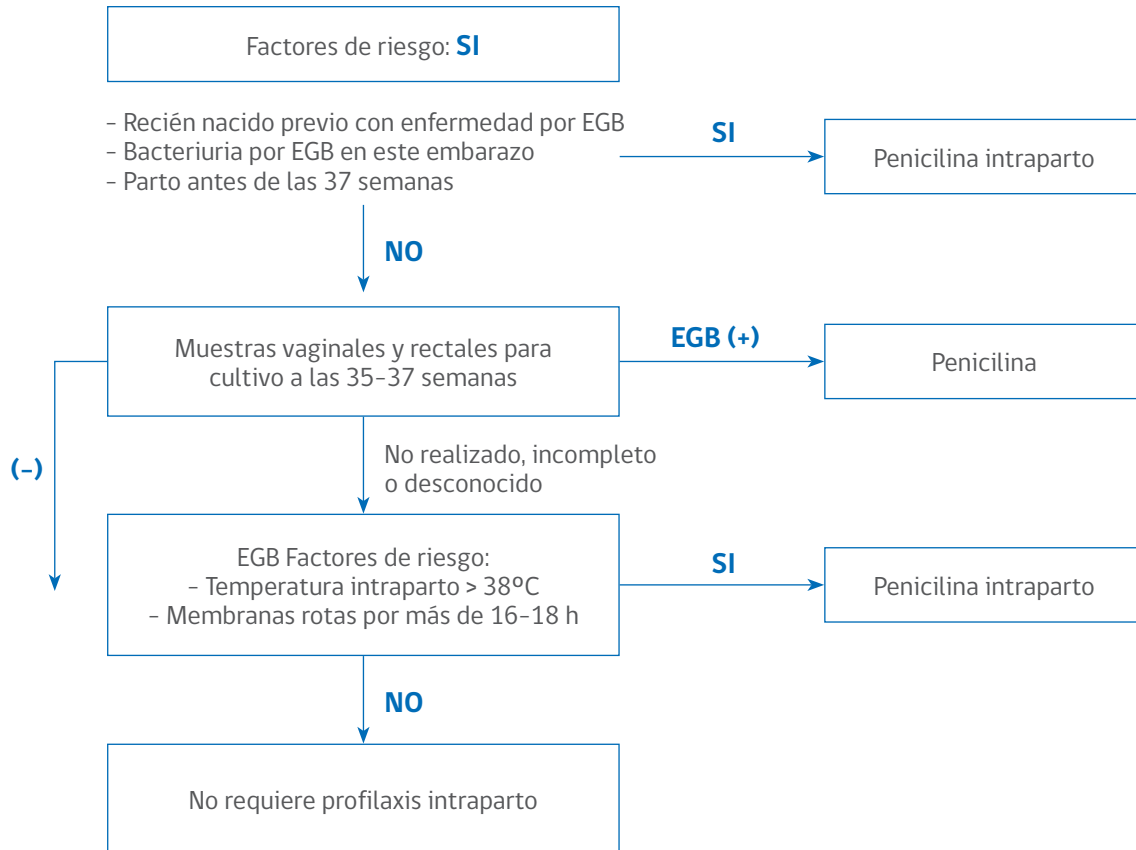 Factores de riesgo: SI
– Recién nacido previo con enfermedad por EGB
– Bacteriuria por EGB en este embarazo
– Parto antes de las 37 semanas
SI
Penicilina intraparto
NO
Muestras vaginales y rectales para
cultivo a las 35–37 semanas
EGB (+)
Penicilina
(–)
No realizado, incompleto
o desconocido
EGB Factores de riesgo:
– Temperatura intraparto > 38ºC
– Membranas rotas por más de 16–18 h
SI
Penicilina intraparto
NO
No requiere profilaxis intraparto